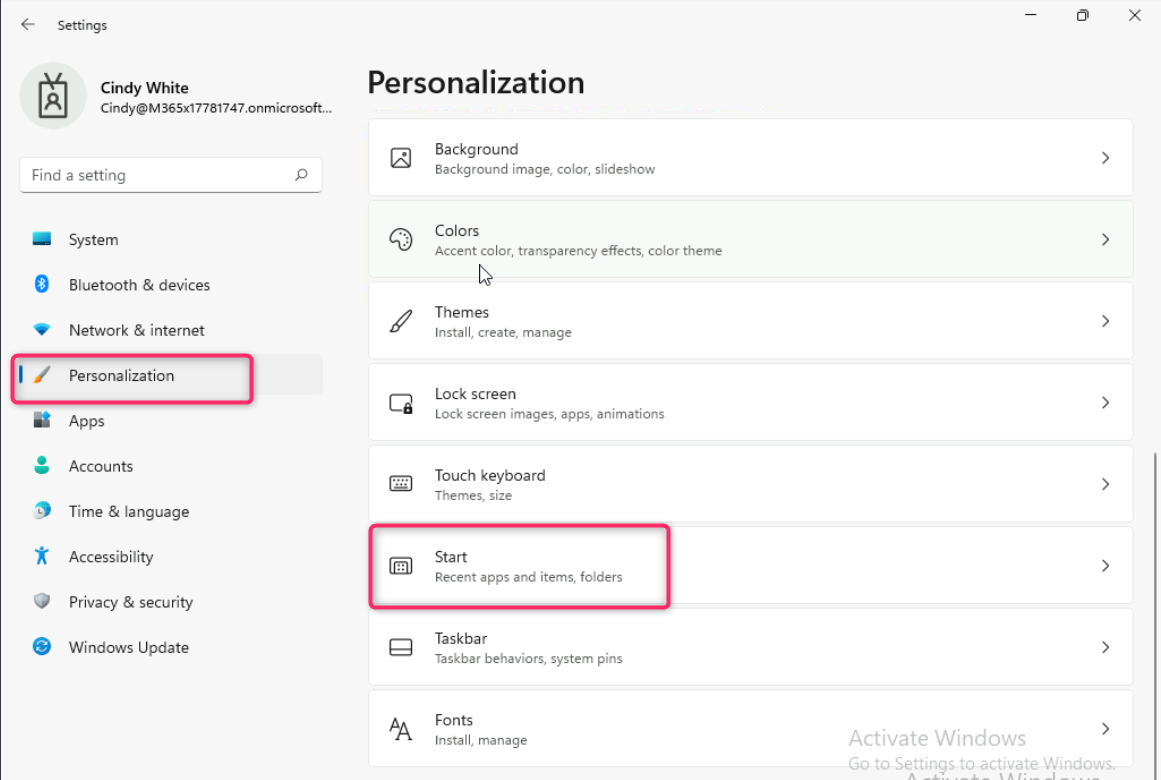 Settings
Cindy White
Cindy@M365x17781747.onmicrosoft...
Find a setting
System
Bluetooth & devices
Network & internet
Personalization
Apps
Accounts
Time & language
Accessibility
Privacy & security
Windows Update
Personalization
Background
Background image, color, slideshow
Colors
Accent color, transparency effects, color theme
Themes
Install, create, manage
Lock screen
Lock screen images, apps, animations
Touch keyboard
Themes, size
Start
Recent apps and items, folders
Taskbar
Taskbar behaviors, system pins
Fonts
Install, manage
Activate Windows
Go to Settings to activate Windows.
Activate Windows